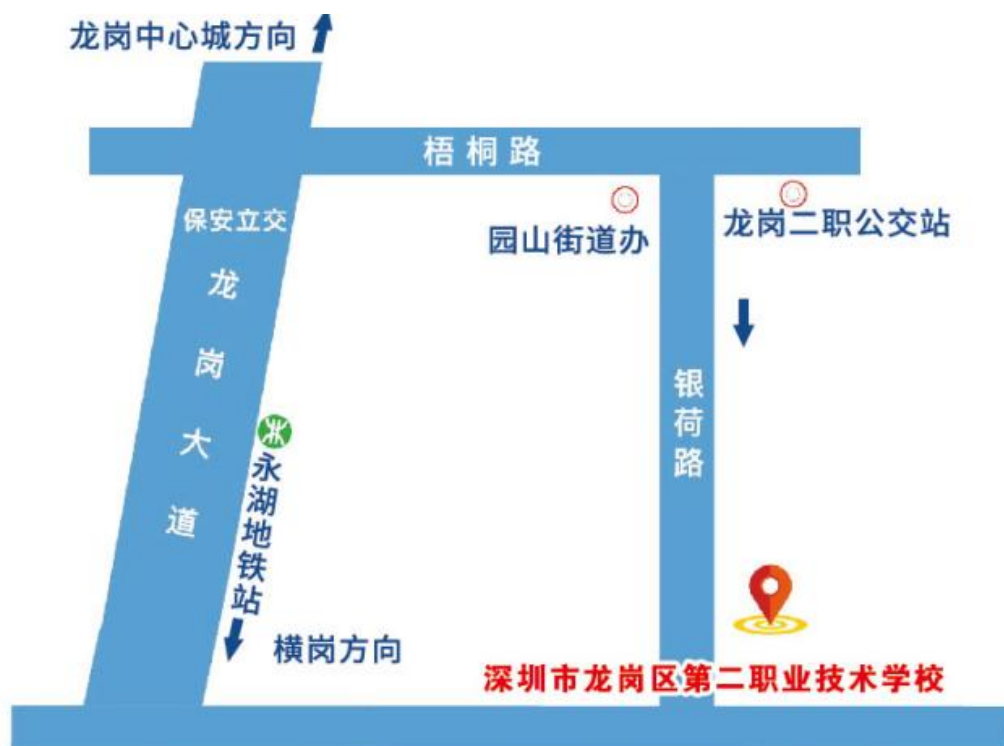 龙岗中心城方向
梧桐路
保安立交
园山街道办
龙岗二职公交站
龙岗大道
银荷路
永湖地铁站
横岗方向
深圳市龙岗区第二职业技术学校